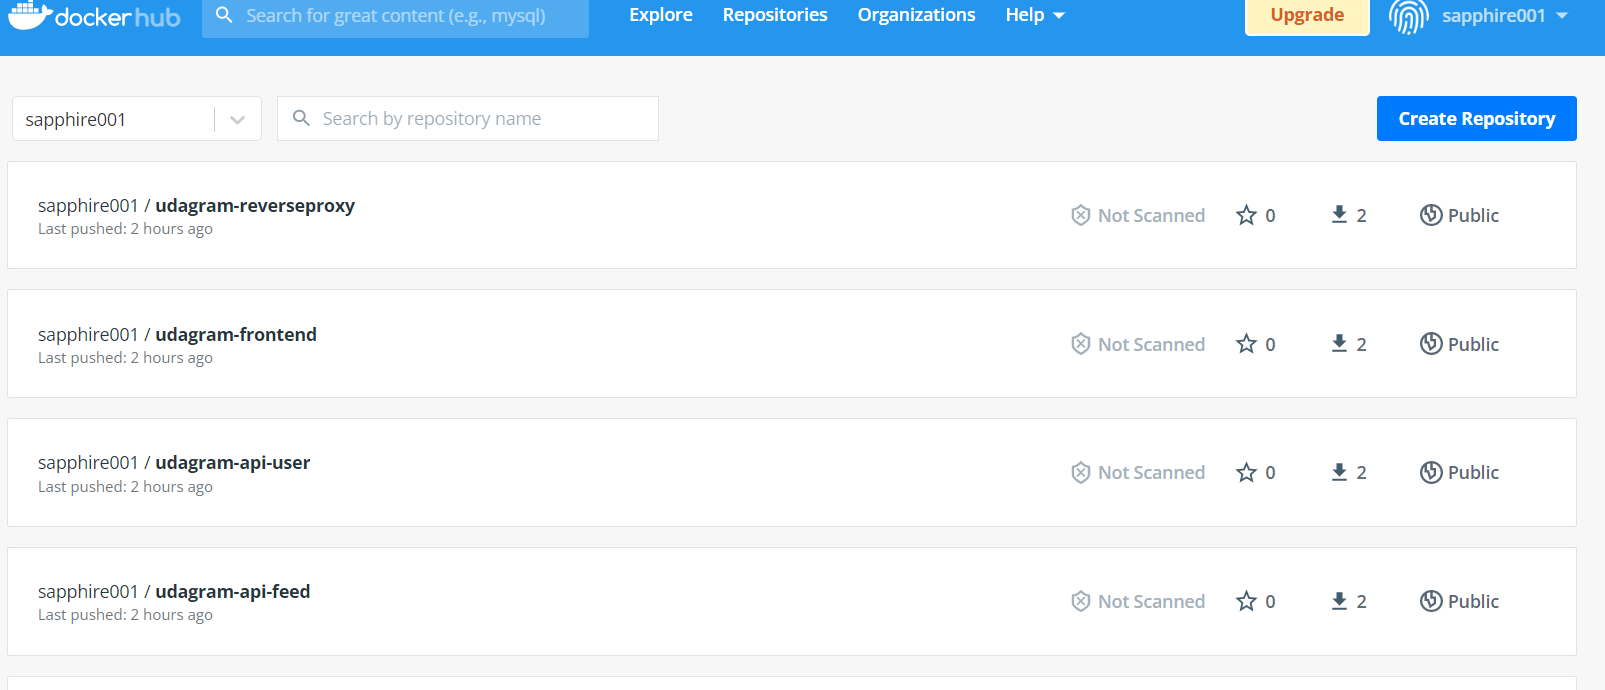 dockerhub Search for great content (e.g., mysql) Explore Repositories Organizations Help Upgrade sapphire001
sapphire001 Search by repository name Create Repository
sapphire001 / udagram-reverseproxy Not Scanned 0 2 Public
Last pushed: 2 hours ago
sapphire001 / udagram-frontend Not Scanned 0 2 Public
Last pushed: 2 hours ago
sapphire001 / udagram-api-user Not Scanned 0 2 Public
Last pushed: 2 hours ago
sapphire001 / udagram-api-feed Not Scanned 0 2 Public
Last pushed: 2 hours ago